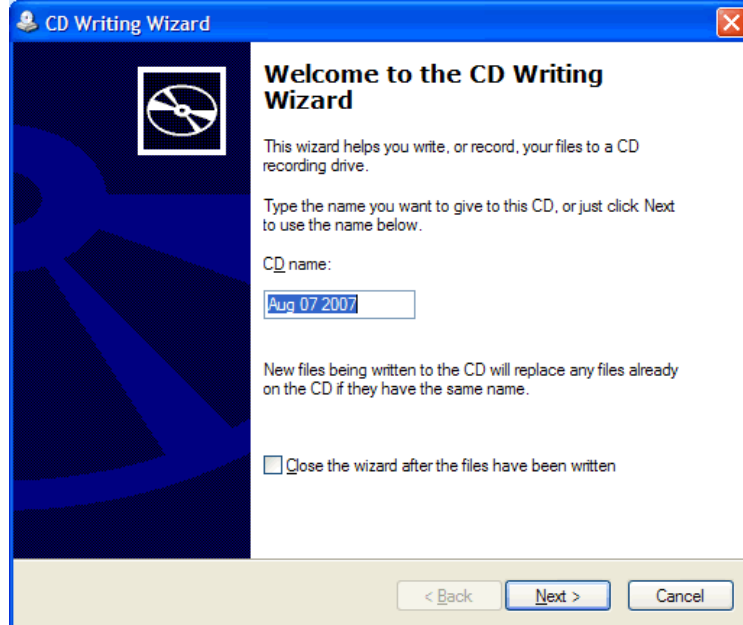 CD Writing Wizard
Welcome to the CD Writing
Wizard
This wizard helps you write, or record, your files to a CD
recording drive.
Type the name you want to give to this CD, or just click Next
to use the name below.
CD name:
Aug 07 2007
New files being written to the CD will replace any files already
on the CD if they have the same name.
Close the wizard after the files have been written
< Back Next > Cancel